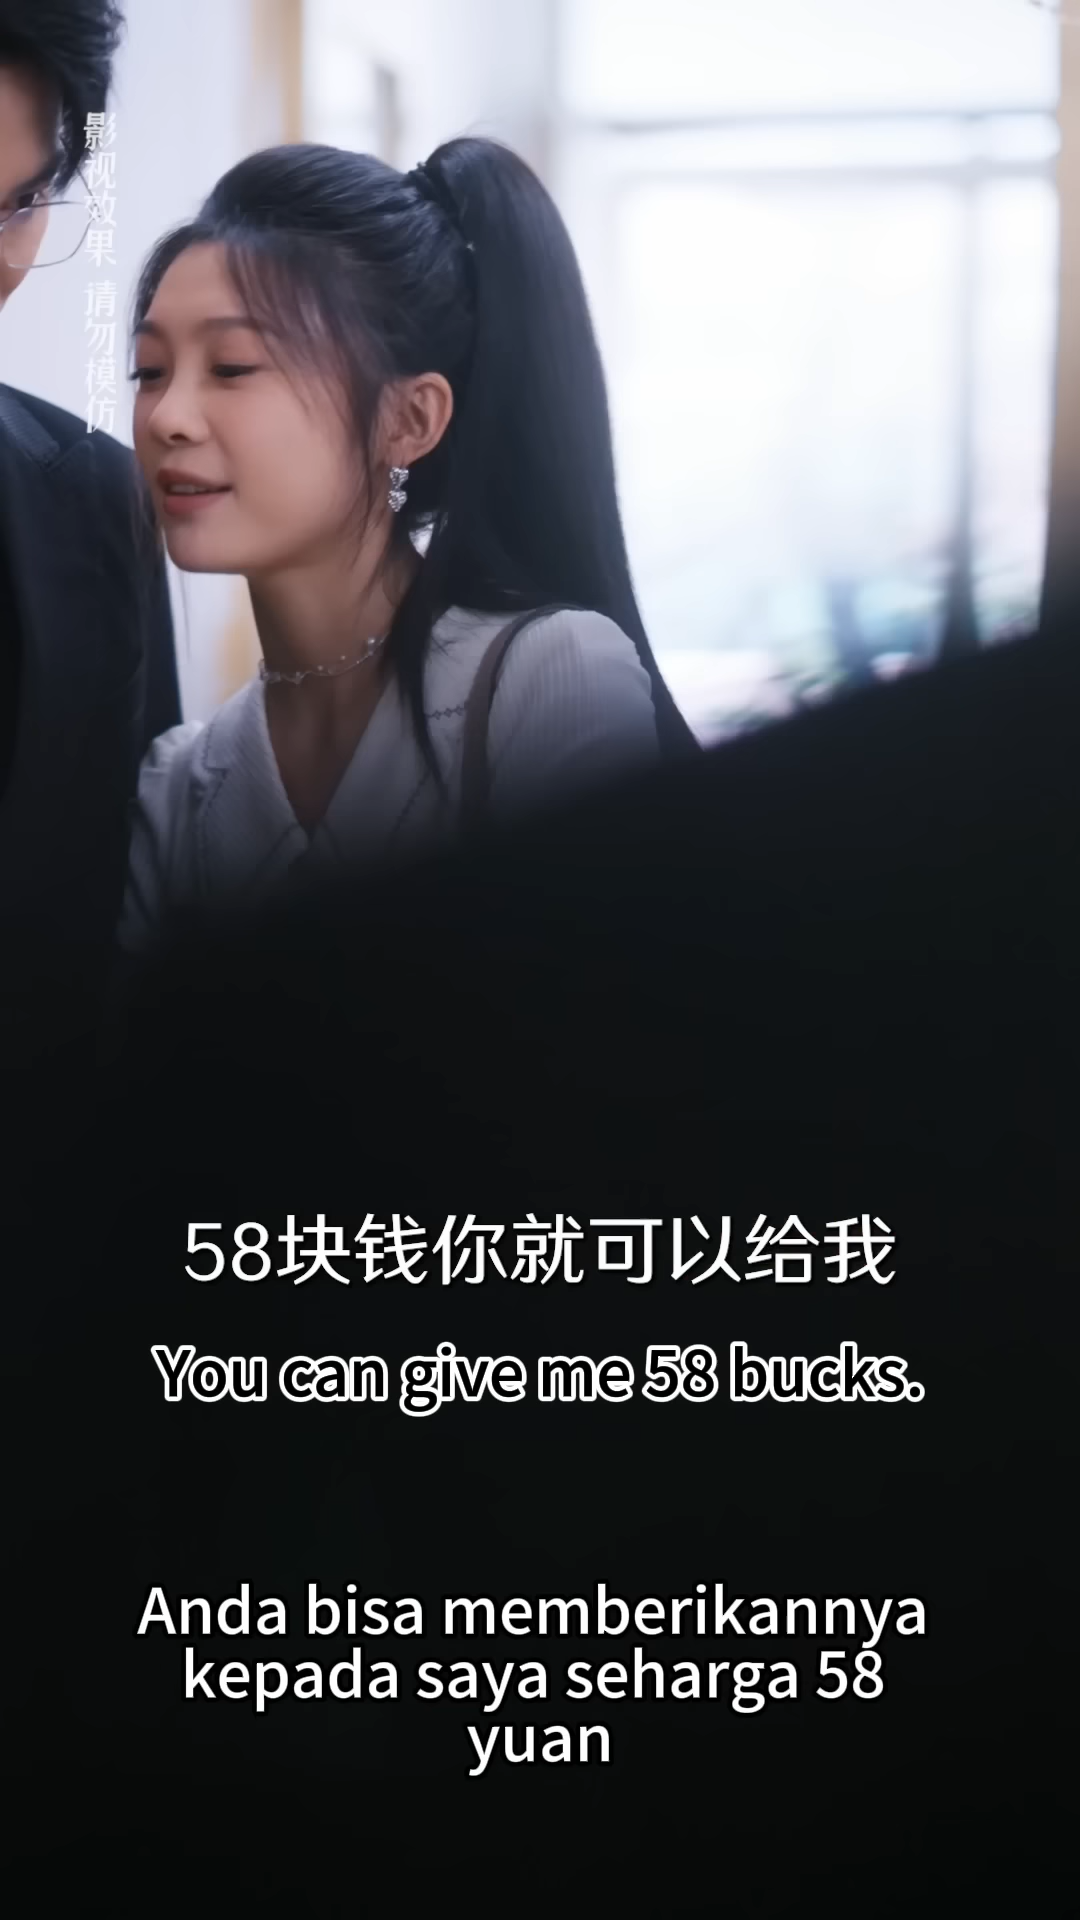 影视效果 请勿模仿
58块钱你就可以给我
You can give me 58 bucks.
Anda bisa memberikannya
kepada saya seharga 58
yuan